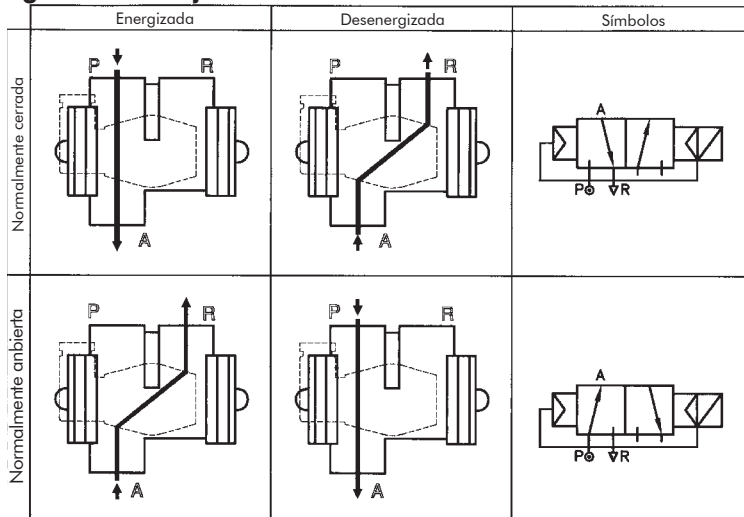 Energizada Desenergizada Símbolos
Normalmente cerrada
P R
A
P R
A
A
P R
Normalmente anbierta
P R
A
P R
A
A
P R